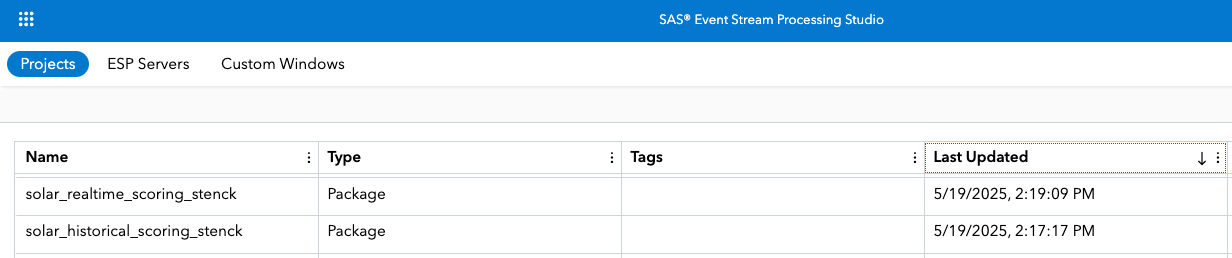 SAS® Event Stream Processing Studio
Projects ESP Servers Custom Windows
Name Type Tags Last Updated
solar_realtime_scoring_stenck Package 5/19/2025, 2:19:09 PM
solar_historical_scoring_stenck Package 5/19/2025, 2:17:17 PM